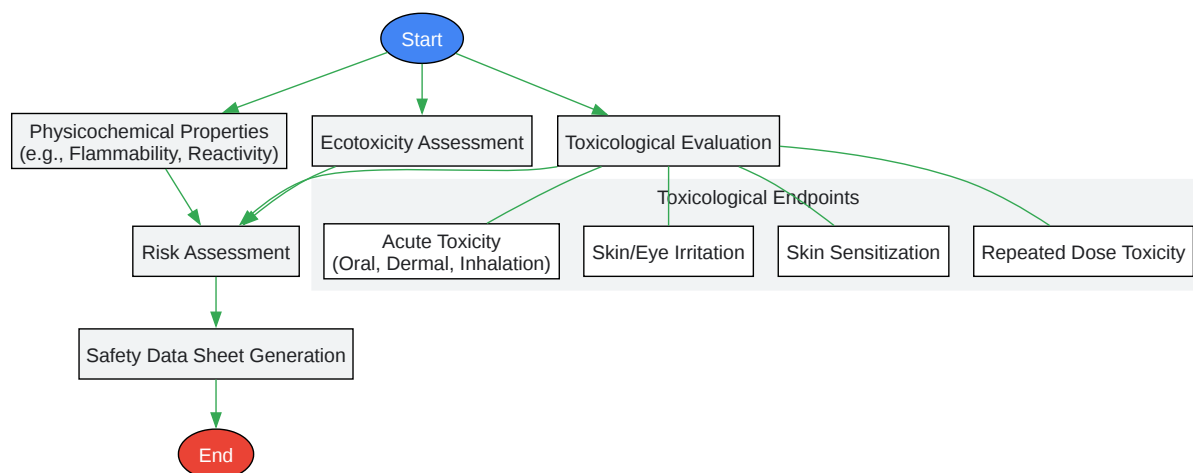 Start
Physicochemical Properties
(e.g., Flammability, Reactivity)
Ecotoxicity Assessment
Toxicological Evaluation
Toxicological Endpoints
Risk Assessment
Acute Toxicity
(Oral, Dermal, Inhalation)
Skin/Eye Irritation
Skin Sensitization
Repeated Dose Toxicity
Safety Data Sheet Generation
End